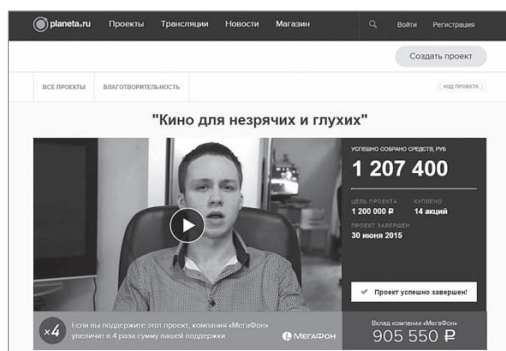 planeta.ru Проекты Трансляции Новости Магазин Войти Регистрация
Создать проект
ВСЕ ПРОЕКТЫ БЛАГОТВОРИТЕЛЬНОСТЬ КОД ПРОЕКТА
"Кино для незрячих и глухих"
УСПЕШНО СОБРАНО СРЕДСТВ, РУБ
1 207 400
ЦЕЛЬ ПРОЕКТА КУПЛЕНО
1 200 000 ₽ 14 акций
ПРОЕКТ ЗАВЕРШЕН
30 июня 2015
Проект успешно завершен!
×4
Если вы поддержите этот проект, компания «МегаФон»
увеличит в 4 раза сумму вашей поддержки
МЕГАФОН
Вклад компании «МегаФон»
905 550 ₽